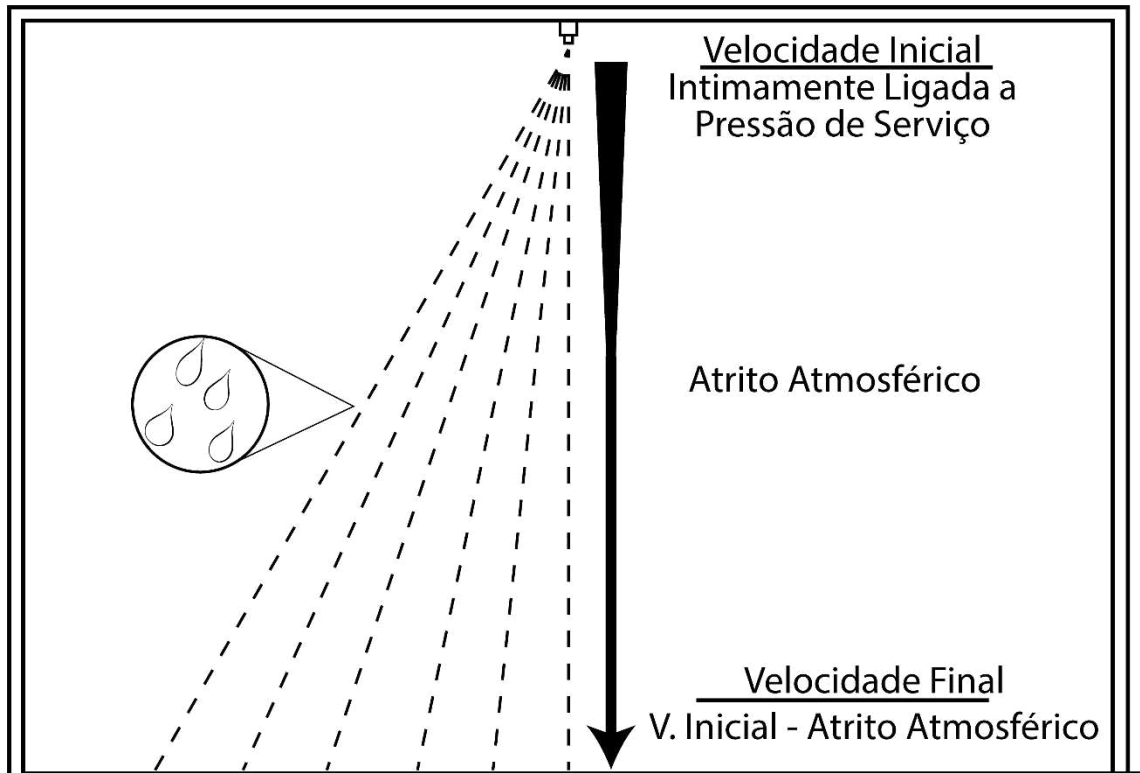 Velocidade Inicial
Intimamente Ligada a
Pressão de Serviço
Atrito Atmosférico
Velocidade Final
V. Inicial - Atrito Atmosférico